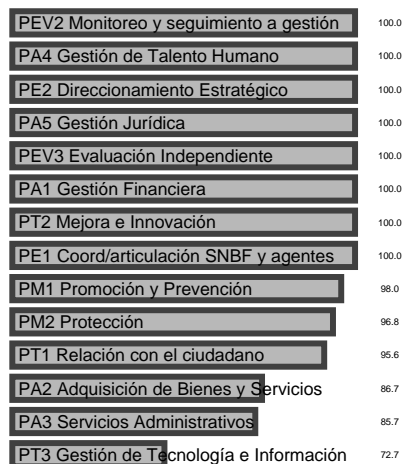 PEV2 Monitoreo y seguimiento a gestión 100.0
PA4 Gestión de Talento Humano 100.0
PE2 Direccionamiento Estratégico 100.0
PA5 Gestión Jurídica 100.0
PEV3 Evaluación Independiente 100.0
PA1 Gestión Financiera 100.0
PT2 Mejora e Innovación 100.0
PE1 Coord/articulación SNBF y agentes 100.0
PM1 Promoción y Prevención 98.0
PM2 Protección 96.8
PT1 Relación con el ciudadano 95.6
PA2 Adquisición de Bienes y Servicios 86.7
PA3 Servicios Administrativos 85.7
PT3 Gestión de Tecnología e Información 72.7